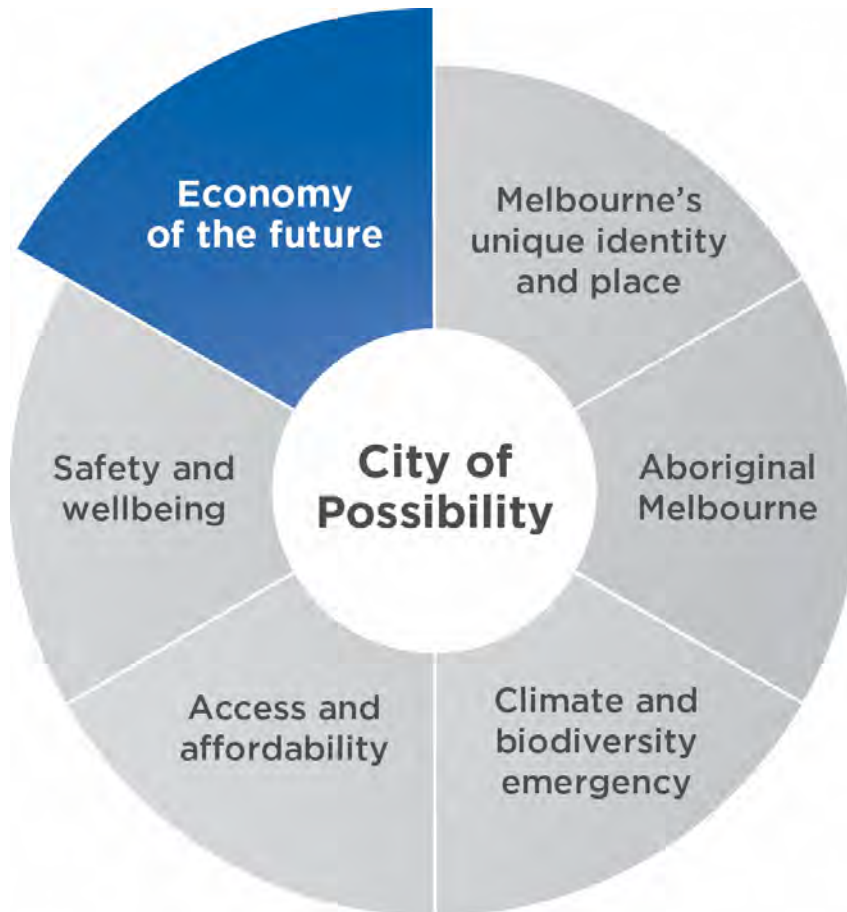 Economy
of the future
Melbourne’s
unique identity
and place
Aboriginal
Melbourne
Climate and
biodiversity
emergency
Access and
affordability
Safety and
wellbeing
City of
Possibility